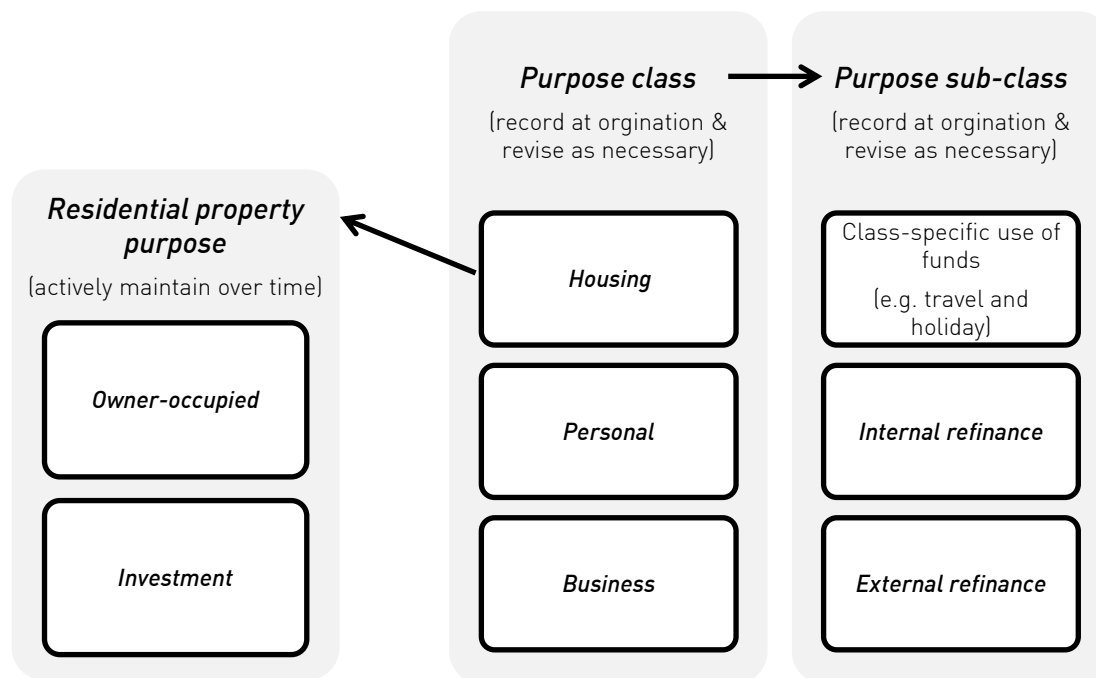 Residential property
purpose
(actively maintain over time)
Owner-occupied
Investment
Purpose class
(record at orgination &
revise as necessary)
Housing
Personal
Business
Purpose sub-class
(record at orgination &
revise as necessary)
Class-specific use of
funds
(e.g. travel and
holiday)
Internal refinance
External refinance